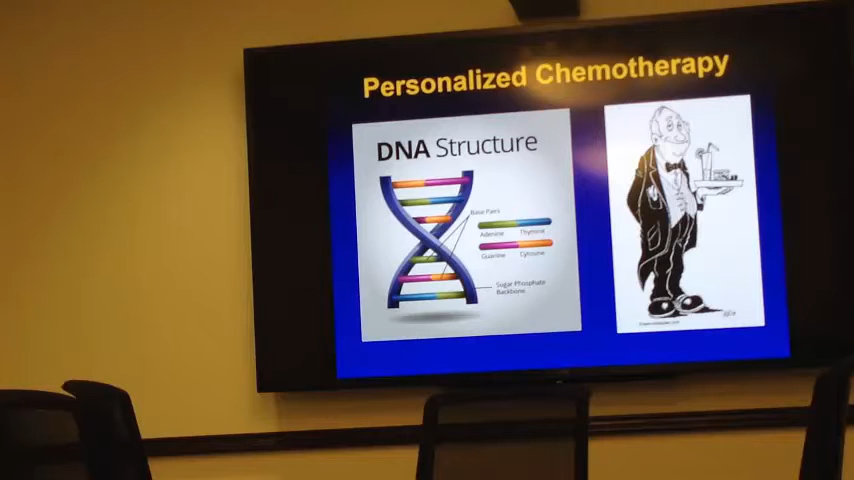 Personalized Chemotherapy
DNA Structure
Base Pairs
Adenine Thymine
Guanine Cytosine
Sugar Phosphate
Backbone